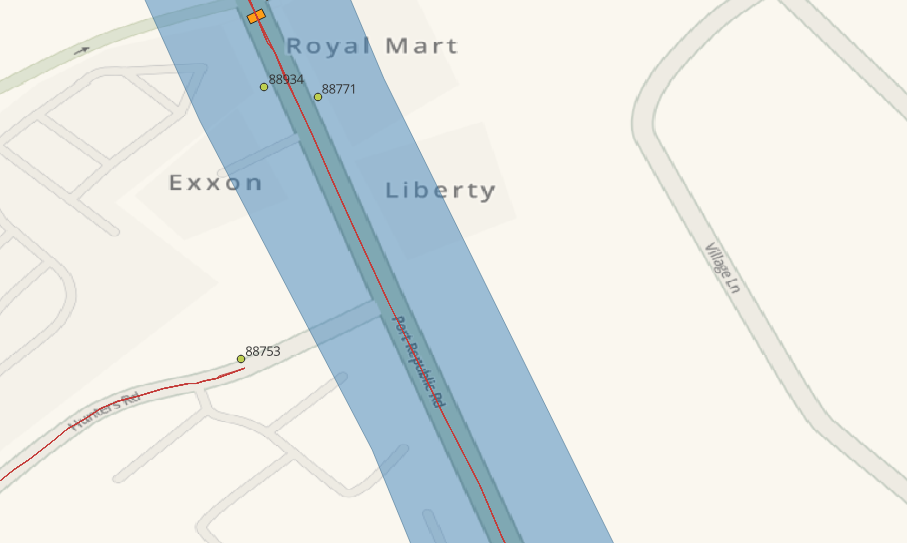 Royal Mart
88934
88771
Exxon
Liberty
Village Ln
Port Republic Rd
88753
Hunters Rd